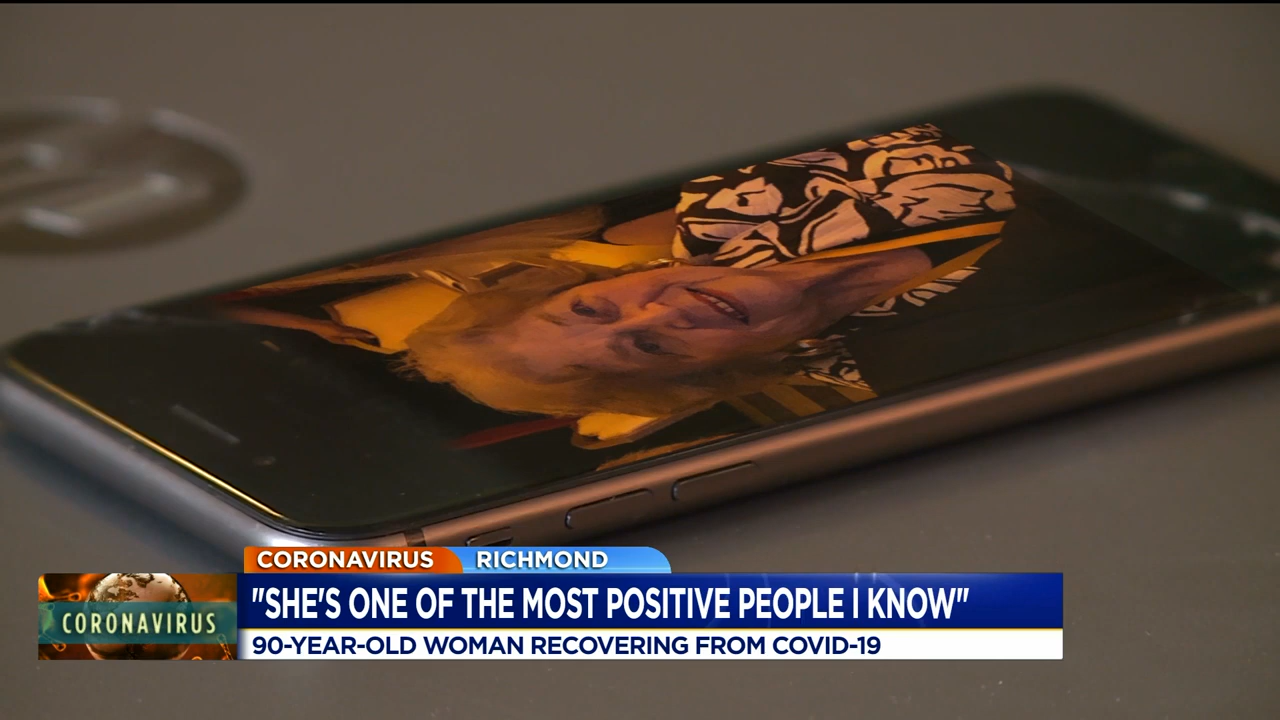 CORONAVIRUS
RICHMOND
CORONAVIRUS
"SHE'S ONE OF THE MOST POSITIVE PEOPLE I KNOW"
90-YEAR-OLD WOMAN RECOVERING FROM COVID-19